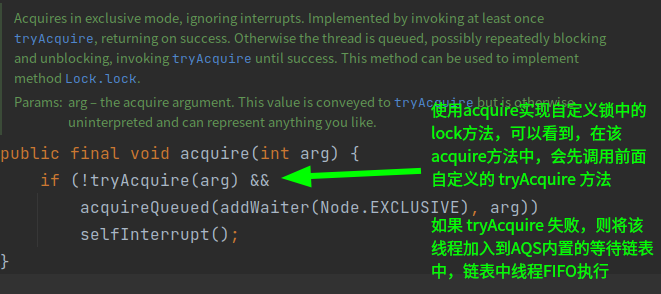 Acquires in exclusive mode, ignoring interrupts. Implemented by invoking at least once
tryAcquire, returning on success. Otherwise the thread is queued, possibly repeatedly blocking
and unblocking, invoking tryAcquire until success. This method can be used to implement
method Lock.lock.
Params: arg – the acquire argument. This value is conveyed to tryAcquire but is otherwise
uninterpreted and can represent anything you like.
使用acquire实现自定义锁中的
lock方法，可以看到，在该
acquire方法中，会先调用前面
自定义的 tryAcquire 方法
public final void acquire(int arg) {
if (!tryAcquire(arg) &&
acquireQueued(addWaiter(Node.EXCLUSIVE), arg))
selfInterrupt();
}
如果 tryAcquire 失败，则将该
线程加入到AQS内置的等待链表
中，链表中线程FIFO执行